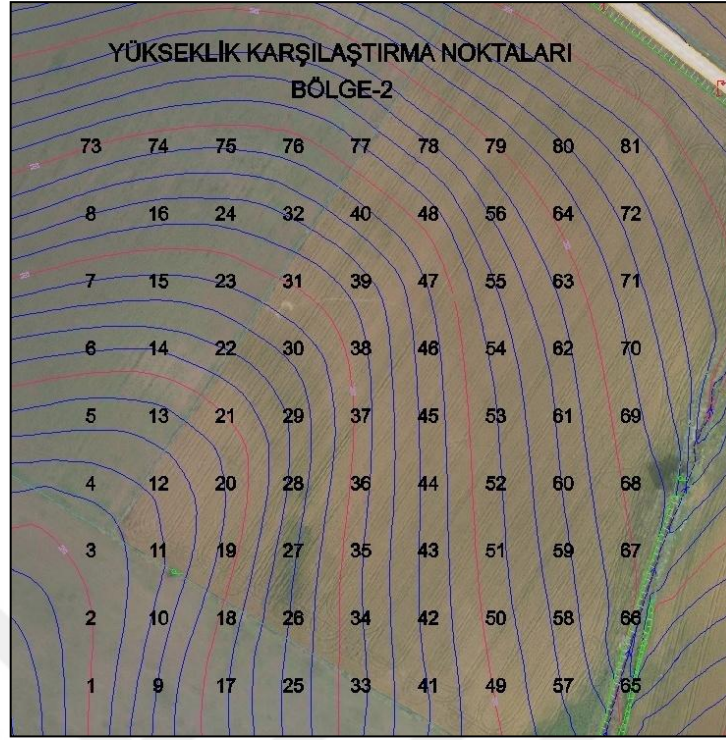 YÜKSEKLİK KARŞILAŞTIRMA NOKTALARI
BÖLGE-2
73 74 75 76 77 78 79 80 81
8 16 24 32 40 48 56 64 72
7 15 23 31 39 47 55 63 71
6 14 22 30 38 46 54 62 70
5 13 21 29 37 45 53 61 69
4 12 20 28 36 44 52 60 68
3 11 19 27 35 43 51 59 67
2 10 18 26 34 42 50 58 66
1 9 17 25 33 41 49 57 65